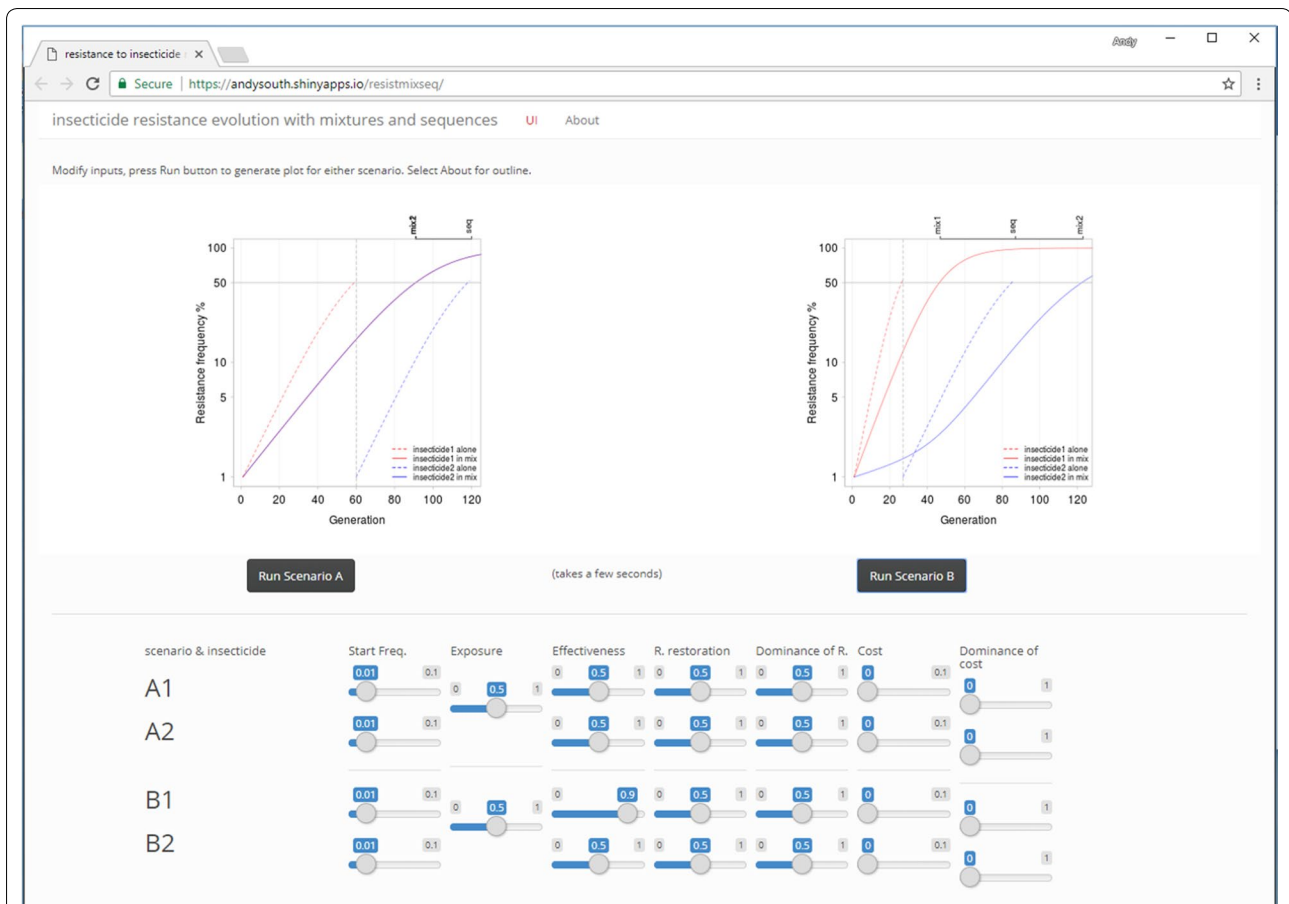 Andy
resistance to insecticide
Secure | https://andysouth.shinyapps.io/resistmixseq/
insecticide resistance evolution with mixtures and sequences UI About
Modify inputs, press Run button to generate plot for either scenario. Select About for outline.
mix2 seq
100
50
10
5
1
Resistance frequency %
insecticide1 alone
insecticide1 in mix
insecticide2 alone
insecticide2 in mix
0 20 40 60 80 100 120
Generation
mix1 seq mix2
100
50
10
5
1
Resistance frequency %
insecticide1 alone
insecticide1 in mix
insecticide2 alone
insecticide2 in mix
0 20 40 60 80 100 120
Generation
Run Scenario A (takes a few seconds) Run Scenario B
scenario & insecticide Start Freq. Exposure Effectiveness R. restoration Dominance of R. Cost Dominance of
cost
A1 0.01 0.1 0 0.5 1 0 0.5 1 0 0.5 1 0 0.5 1 0 0.1 0 1
A2 0.01 0.1 0 0.5 1 0 0.5 1 0 0.5 1 0 0.1 0 1
B1 0.01 0.1 0 0.5 1 0 0.9 0 0.5 1 0 0.5 1 0 0.1 0 1
B2 0.01 0.1 0 0.5 1 0 0.5 1 0 0.5 1 0 0.1 0 1